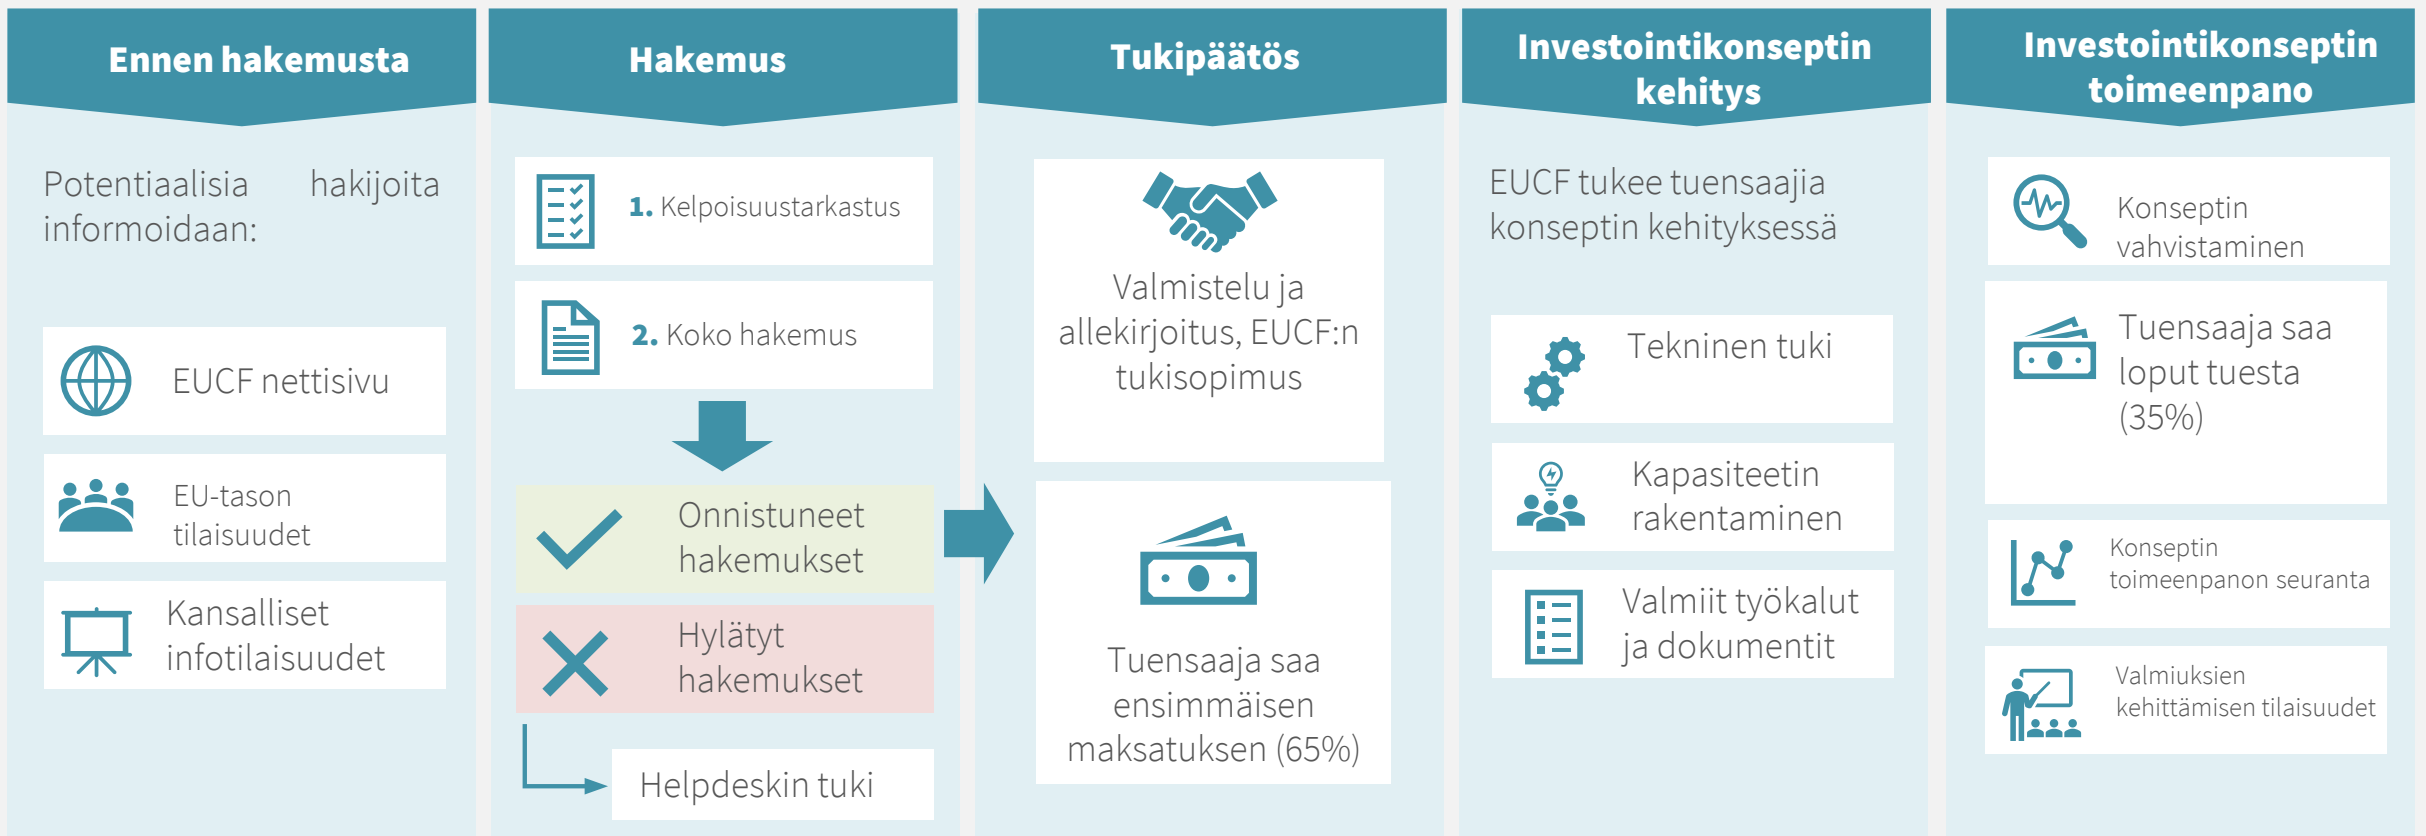 Ennen hakemusta
Potentiaalisia hakijoita
informoidaan:
EUCF nettisivu
EU-tason
tilaisuudet
Kansalliset
infotilaisuudet
Hakemus
1. Kelpoisuustarkastus
2. Koko hakemus
Onnistuneet
hakemukset
Hylätyt
hakemukset
Helpdeskin tuki
Tukipäätös
Valmistelu ja
allekirjoitus, EUCF:n
tukisopimus
Tuensaaja saa
ensimmäisen
maksatuksen (65%)
Investointikonseptin
kehitys
EUCF tukee tuensaajia
konseptin kehityksessä
Tekninen tuki
Kapasiteetin
rakentaminen
Valmiit työkalut
ja dokumentit
Investointikonseptin
toimeenpano
Konseptin
vahvistaminen
Tuensaaja saa
loput tuesta
(35%)
Konseptin
toimeenpanon seuranta
Valmiuksien
kehittämisen tilaisuudet